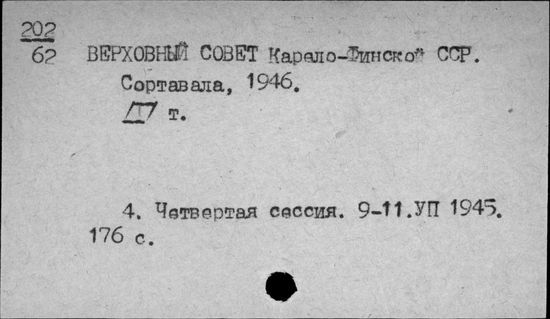 202
62
ВЕРХОВНЫЙ СОВЕТ Карело-Финской ССР.
Сортавала, 1946.
т.
4. Четвертая сессия. 9-11.УП 1945.
176 с.